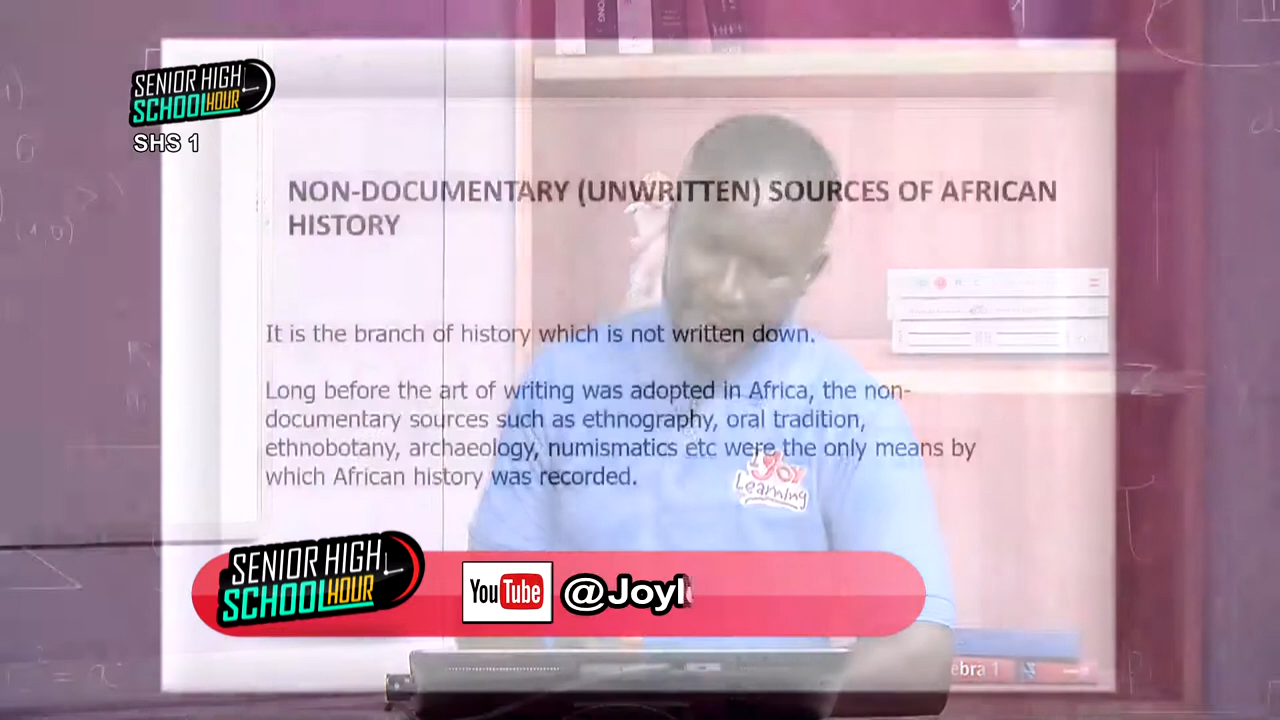 SENIOR HIGH
SCHOOL HOUR
SHS 1
NON-DOCUMENTARY (UNWRITTEN) SOURCES OF AFRICAN
HISTORY
It is the branch of history which is not written down.
Long before the art of writing was adopted in Africa, the non-
documentary sources such as ethnography, oral tradition,
ethnobotany, archaeology, numismatics etc were the only means by
which African history was recorded.
Joy
Learning
SENIOR HIGH
SCHOOL HOUR
YouTube @Joyl
ebra 1